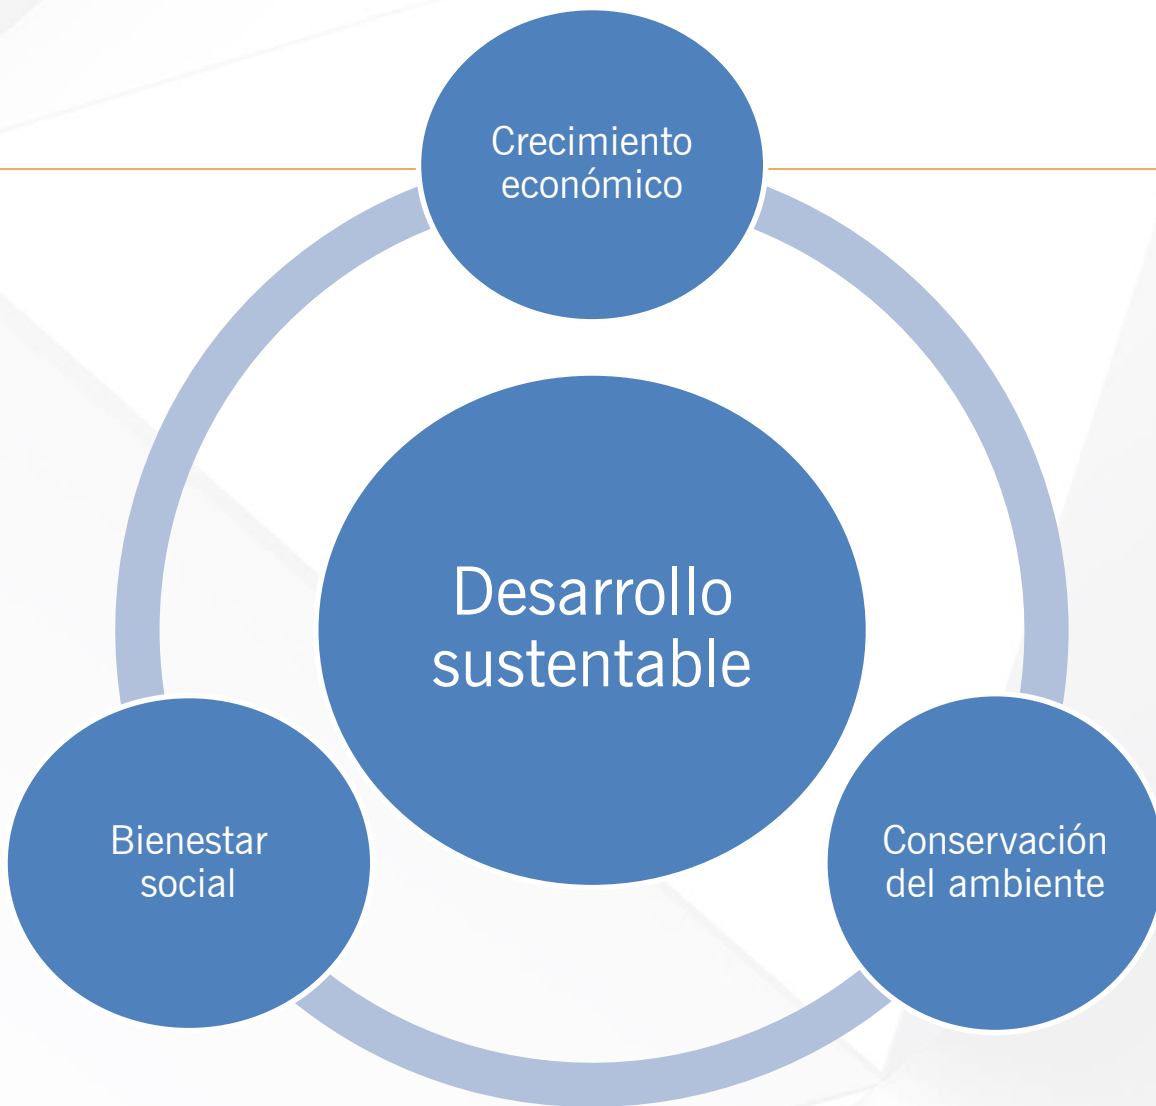 Crecimiento
económico
Desarrollo
sustentable
Bienestar
social
Conservación
del ambiente